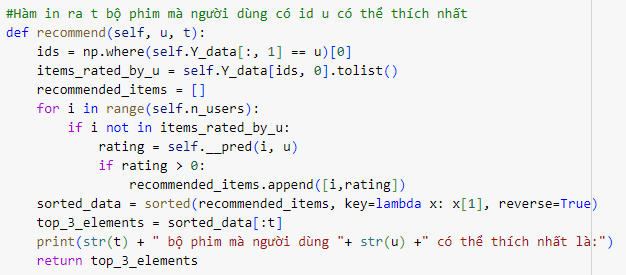 #Hàm in ra t bộ phim mà người dùng có id u có thể thích nhất
def recommend(self, u, t):
    ids = np.where(self.Y_data[:, 1] == u)[0]
    items_rated_by_u = self.Y_data[ids, 0].tolist()
    recommended_items = []
    for i in range(self.n_users):
        if i not in items_rated_by_u:
            rating = self.__pred(i, u)
            if rating > 0:
                recommended_items.append([i,rating])
    sorted_data = sorted(recommended_items, key=lambda x: x[1], reverse=True)
    top_3_elements = sorted_data[:t]
    print(str(t) + " bộ phim mà người dùng "+ str(u) +" có thể thích nhất là:")
    return top_3_elements